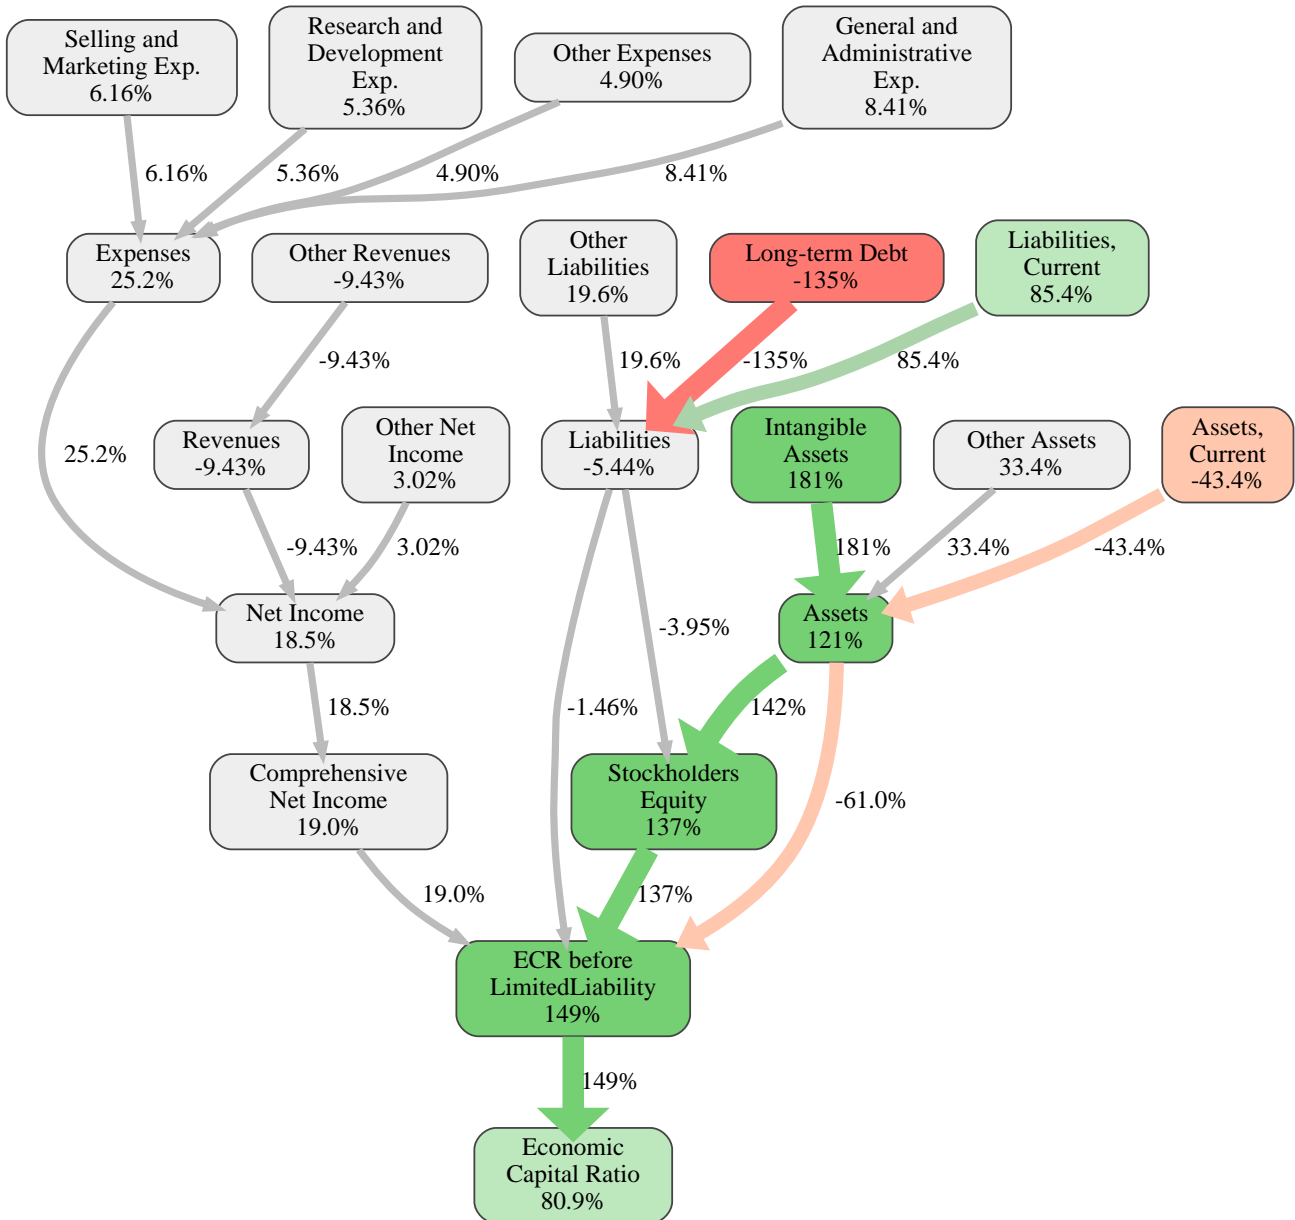 Selling and
Marketing Exp.
6.16%
Research and
Development
Exp.
5.36%
Other Expenses
4.90%
General and
Administrative
Exp.
8.41%
6.16%
5.36%
4.90%
8.41%
Expenses
25.2%
Other Revenues
-9.43%
Other
Liabilities
19.6%
Long-term Debt
-135%
Liabilities,
Current
85.4%
-9.43%
19.6%
-135%
85.4%
25.2%
Revenues
-9.43%
Other Net
Income
3.02%
Liabilities
-5.44%
Intangible
Assets
181%
Other Assets
33.4%
Assets,
Current
-43.4%
-9.43%
3.02%
181%
33.4%
-43.4%
Net Income
18.5%
Assets
121%
-3.95%
18.5%
-1.46%
142%
Comprehensive
Net Income
19.0%
Stockholders
Equity
137%
-61.0%
19.0%
137%
ECR before
LimitedLiability
149%
149%
Economic
Capital Ratio
80.9%